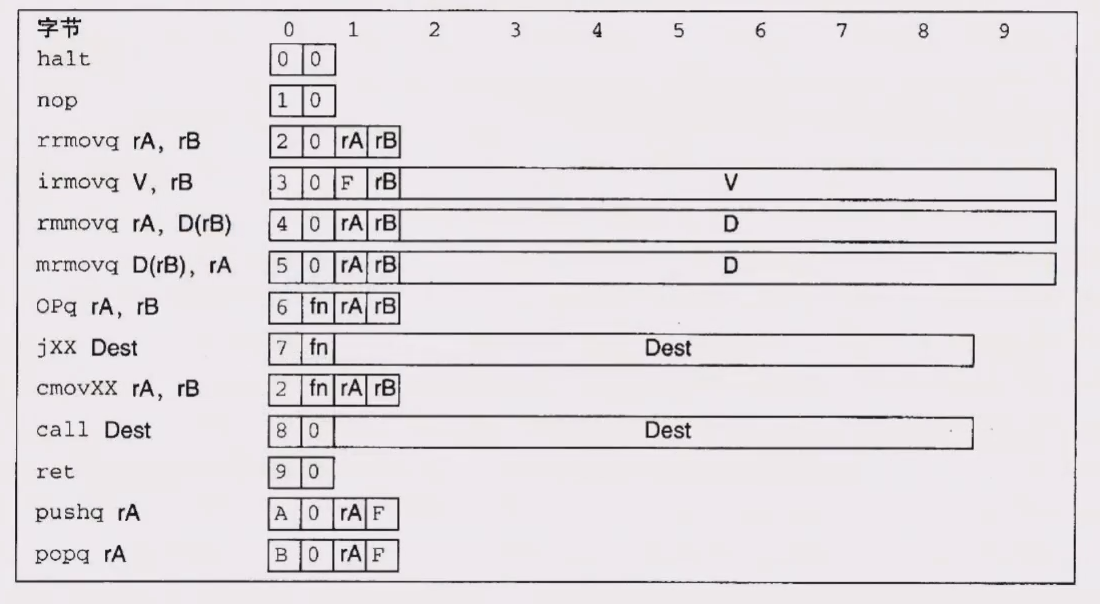 字节 0 1 2 3 4 5 6 7 8 9
halt 0 0
nop 1 0
rrmovq rA, rB 2 0 rA rB
irmovq V, rB 3 0 F rB V
rmmovq rA, D(rB) 4 0 rA rB D
mrmovq D(rB), rA 5 0 rA rB D
OPq rA, rB 6 fn rA rB
jXX Dest 7 fn Dest
cmovXX rA, rB 2 fn rA rB
call Dest 8 0 Dest
ret 9 0
pushq rA A 0 rA F
popq rA B 0 rA F